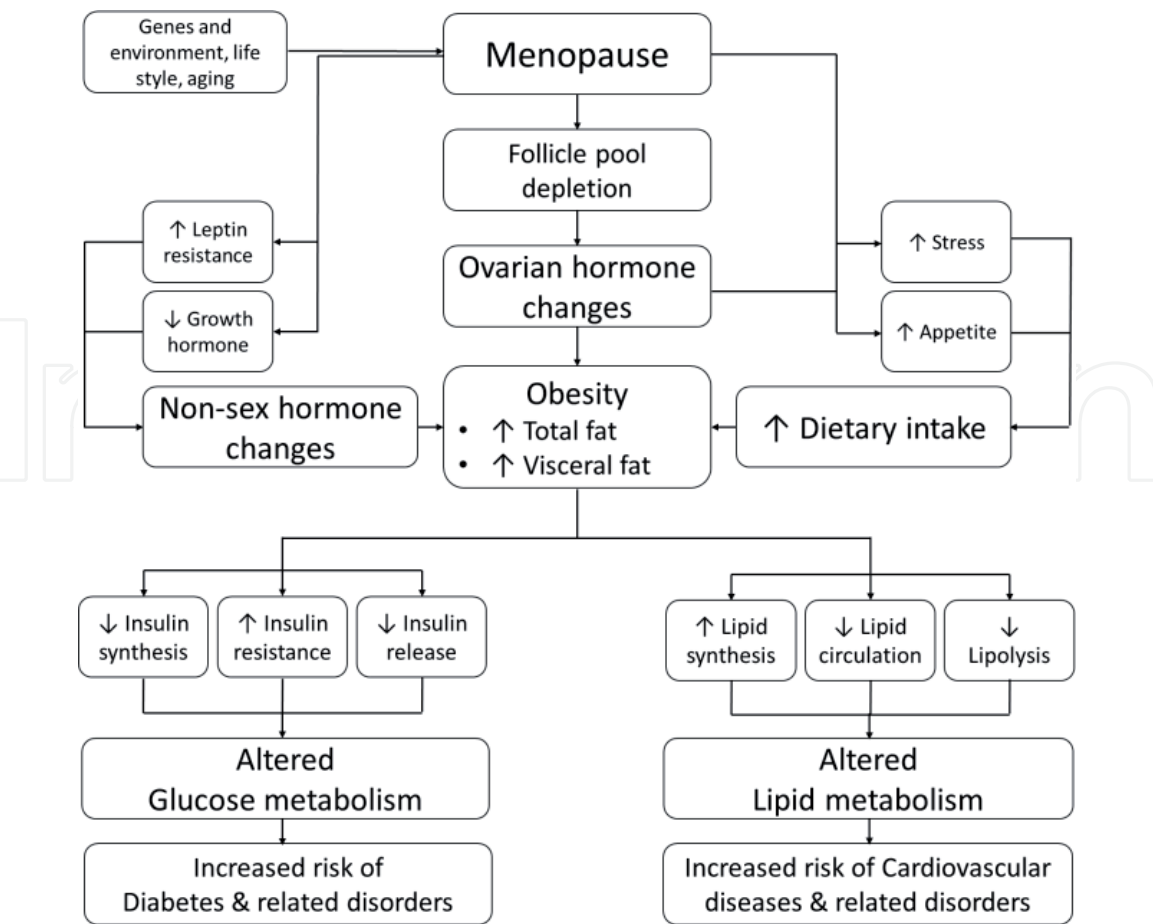 Genes and
environment, life
style, aging
Menopause
Follicle pool
depletion
↑ Leptin
resistance
↑ Stress
Ovarian hormone
changes
↓ Growth
hormone
↑ Appetite
Non-sex hormone
changes
Obesity
• ↑ Total fat
• ↑ Visceral fat
↑ Dietary intake
↓ Insulin
synthesis
↑ Insulin
resistance
↓ Insulin
release
↑ Lipid
synthesis
↓ Lipid
circulation
↓
Lipolysis
Altered
Glucose metabolism
Altered
Lipid metabolism
Increased risk of
Diabetes & related disorders
Increased risk of Cardiovascular
diseases & related disorders